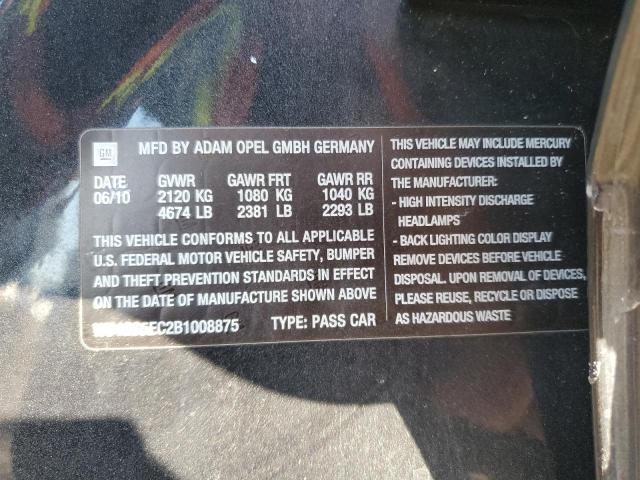 GM
MFD BY ADAM OPEL GMBH GERMANY
DATE GVWR GAWR FRT GAWR RR
06/10 2120 KG 1080 KG 1040 KG
4674 LB 2381 LB 2293 LB
THIS VEHICLE CONFORMS TO ALL APPLICABLE
U.S. FEDERAL MOTOR VEHICLE SAFETY, BUMPER
AND THEFT PREVENTION STANDARDS IN EFFECT
ON THE DATE OF MANUFACTURE SHOWN ABOVE
TYPE: PASS CAR
THIS VEHICLE MAY INCLUDE MERCURY
CONTAINING DEVICES INSTALLED BY
THE MANUFACTURER:
- HIGH INTENSITY DISCHARGE
HEADLAMPS
- BACK LIGHTING COLOR DISPLAY
REMOVE DEVICES BEFORE VEHICLE
DISPOSAL. UPON REMOVAL OF DEVICES,
PLEASE REUSE, RECYCLE OR DISPOSE
AS HAZARDOUS WASTE